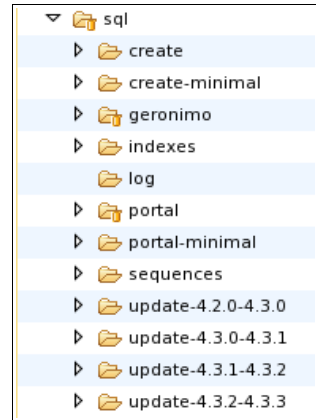 sql
create
create-minimal
geronimo
indexes
log
portal
portal-minimal
sequences
update-4.2.0-4.3.0
update-4.3.0-4.3.1
update-4.3.1-4.3.2
update-4.3.2-4.3.3